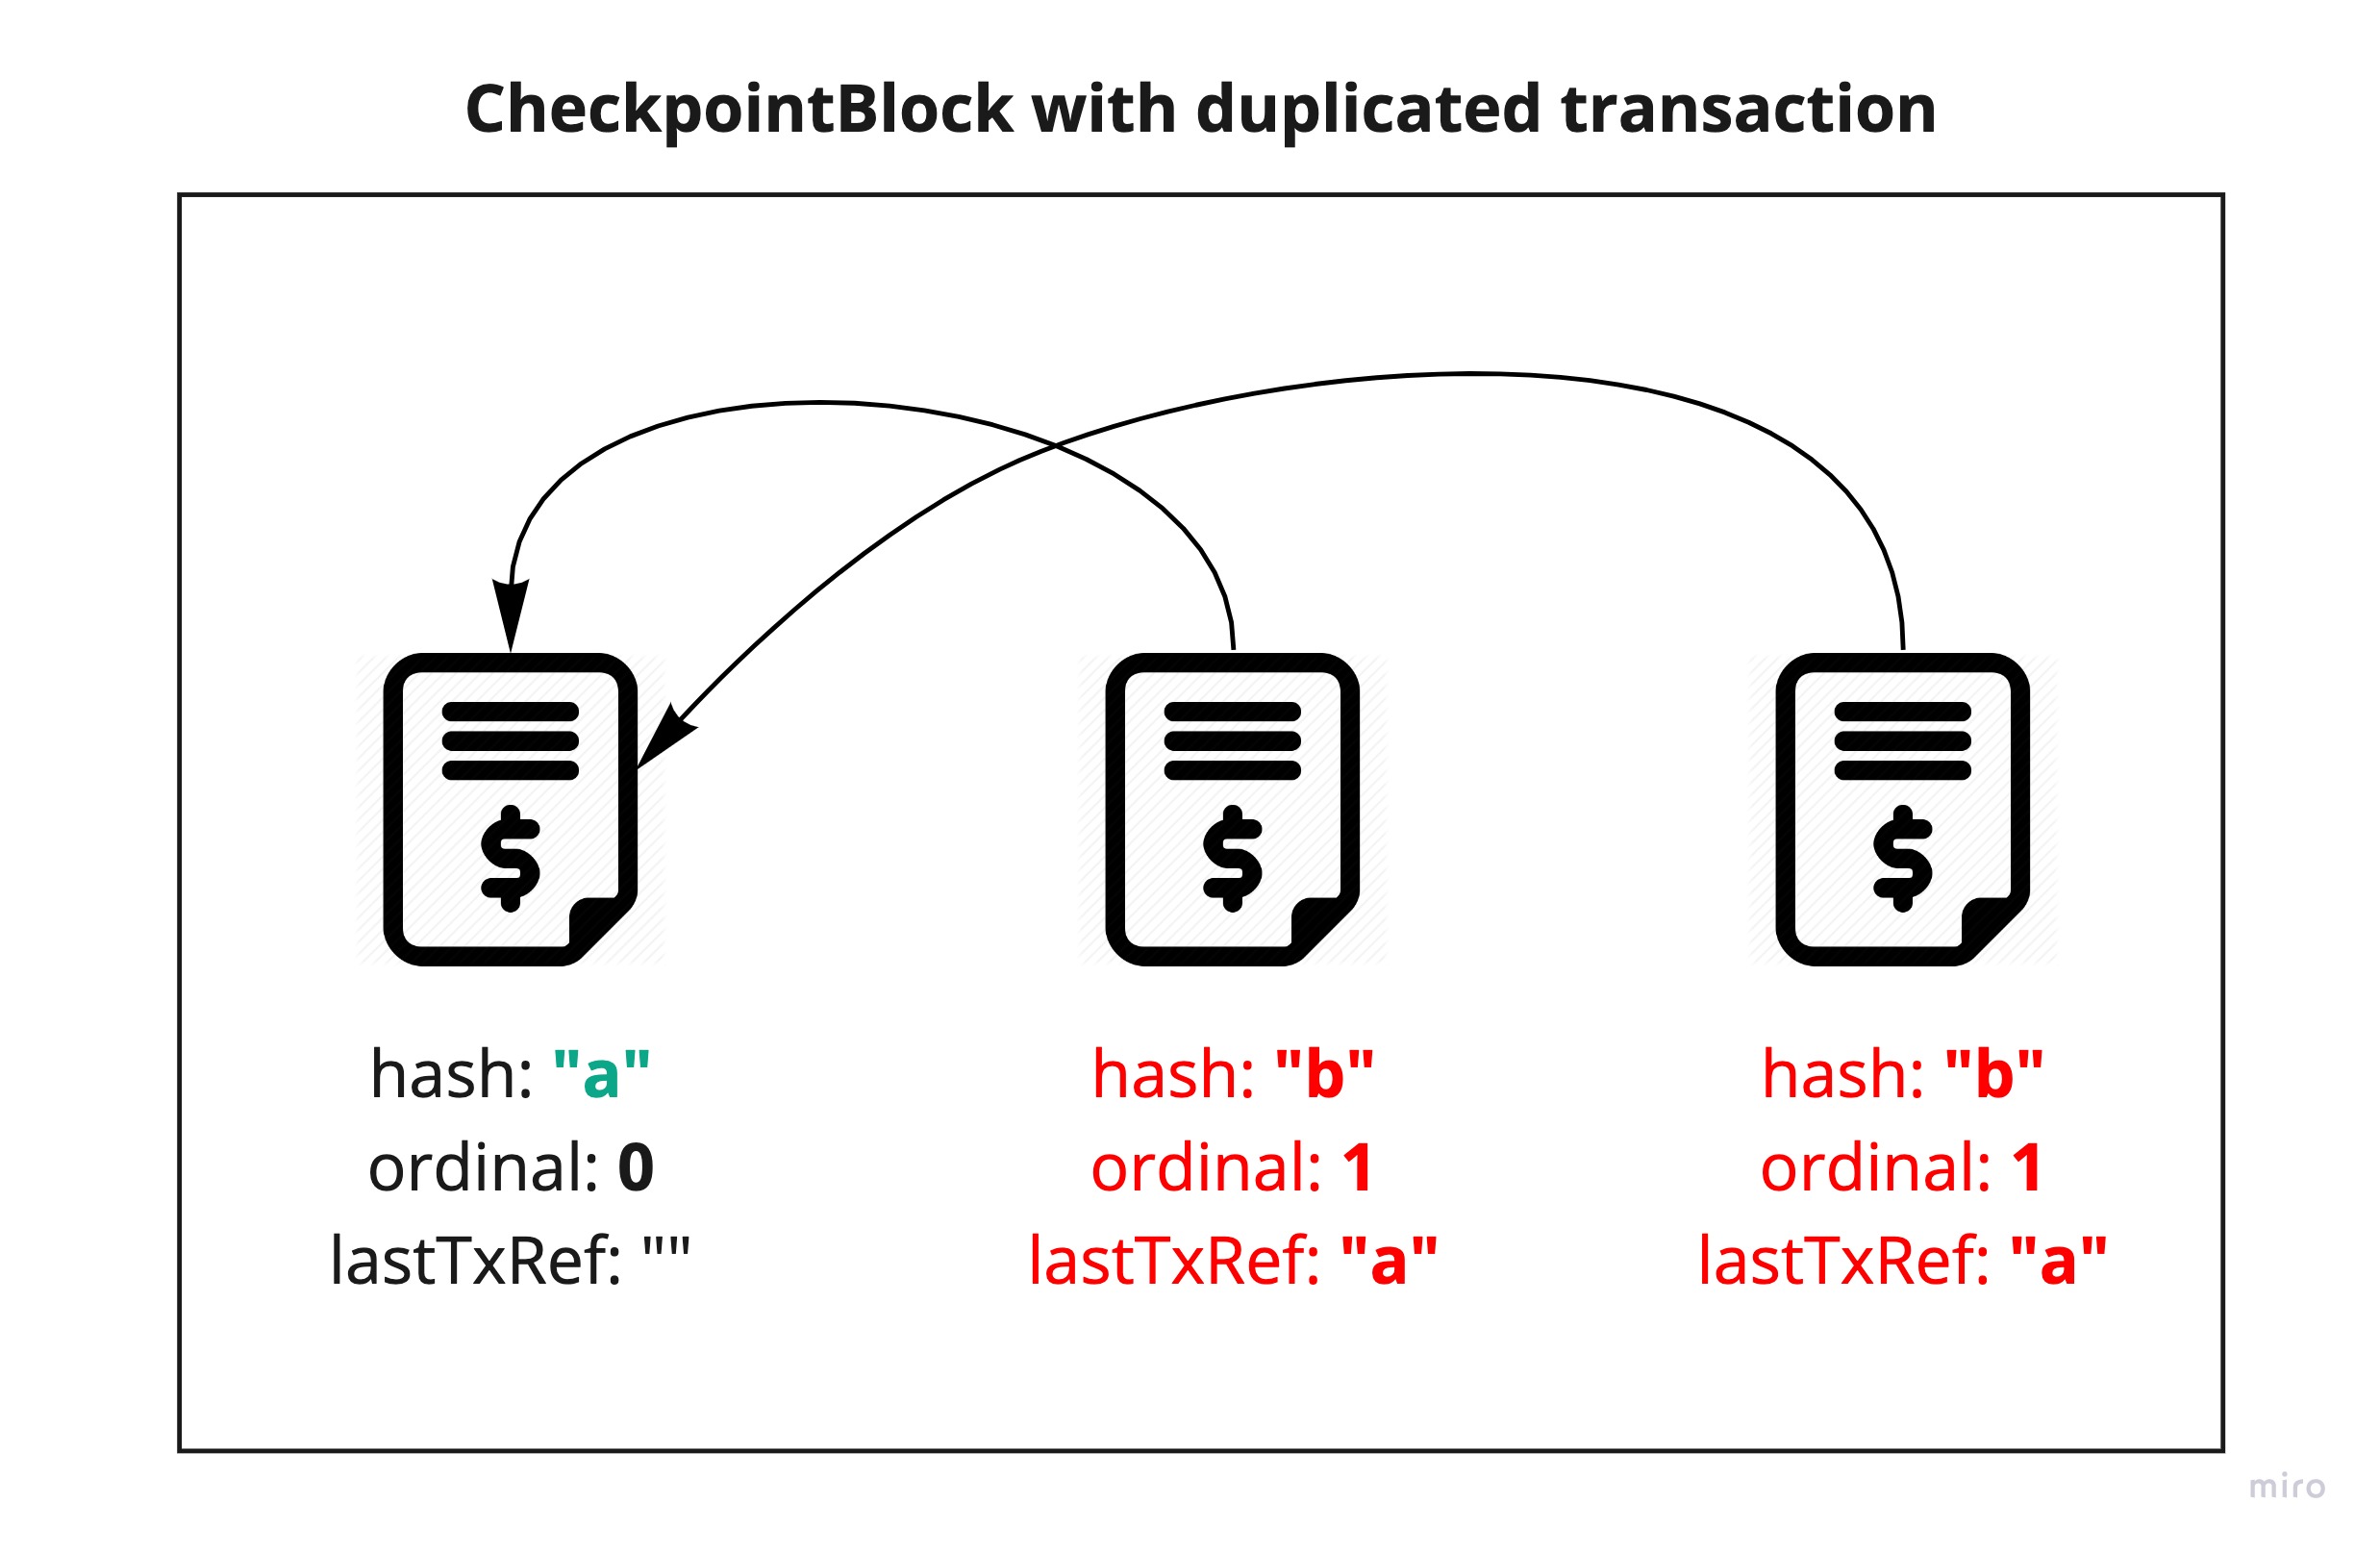 CheckpointBlock with duplicated transaction
hash: "a"
ordinal: 0
lastTxRef: ""
hash: "b"
ordinal: 1
lastTxRef: "a"
hash: "b"
ordinal: 1
lastTxRef: "a"
miro